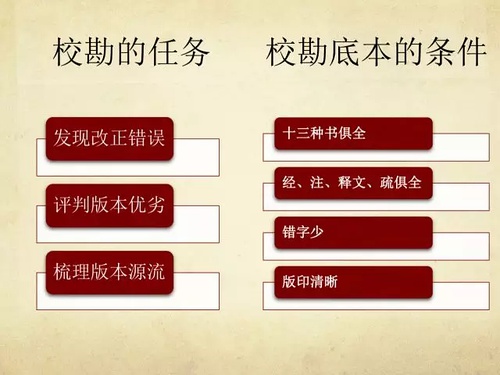 校勘的任务
发现改正错误
评判版本优劣
梳理版本源流
校勘底本的条件
十三种书俱全
经、注、释文、疏俱全
错字少
版印清晰